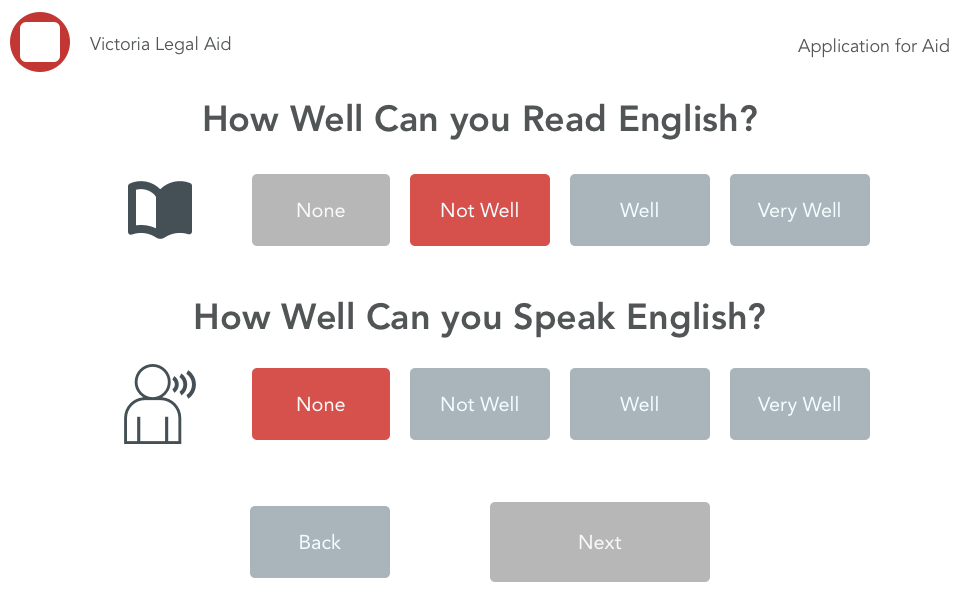 Victoria Legal Aid
Application for Aid
How Well Can you Read English?
None
Not Well
Well
Very Well
How Well Can you Speak English?
None
Not Well
Well
Very Well
Back
Next